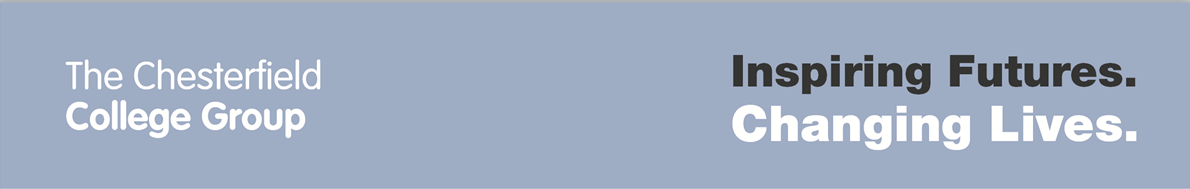 The Chesterfield
College Group
Inspiring Futures.
Changing Lives.